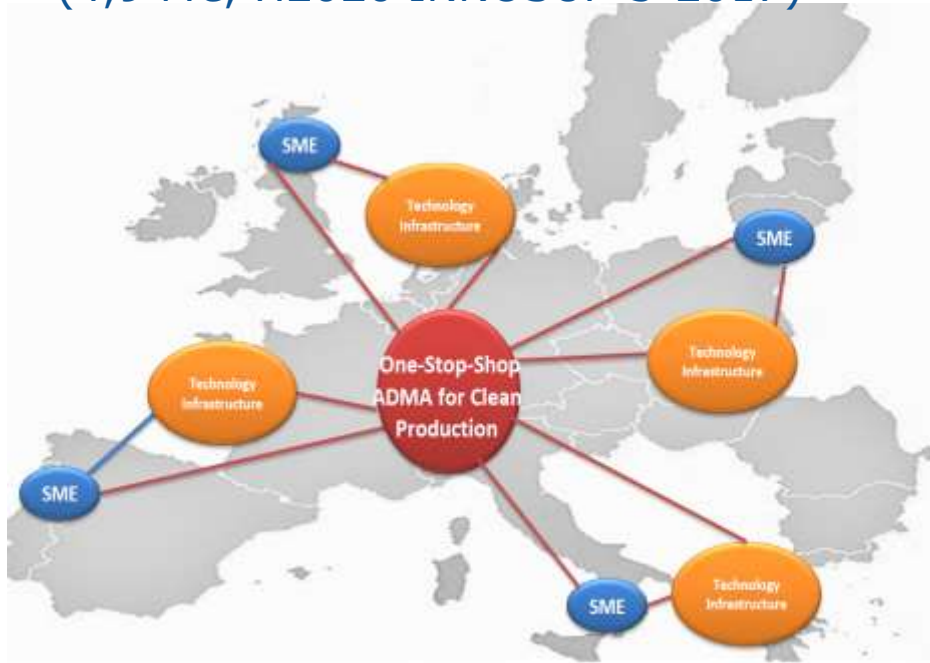 SME
Technology
Infrastructure
SME
Technology
Infrastructure
One-Stop-Shop
ADMA for Clean
Production
Technology
Infrastructure
SME
SME
Technology
Infrastructure